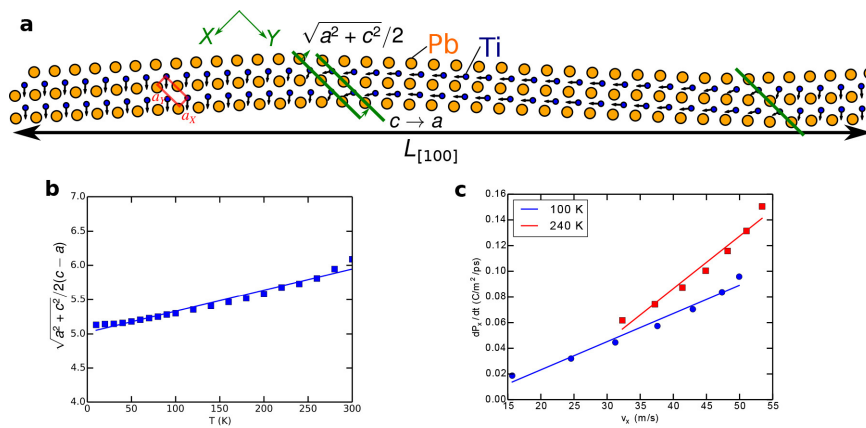 a
X
Y
√a² + c²/2
Pb
Ti
a_Y
a_X
c → a
L[100]
b
√a² + c²/2(c − a)
7.0
6.5
6.0
5.5
5.0
4.5
4.0
0
50
100
150
200
250
300
T (K)
c
dPₓ/dt (C/m²/ps)
0.16
0.14
0.12
0.10
0.08
0.06
0.04
0.02
0.00
100 K
240 K
15
20
25
30
35
40
45
50
55
vₓ (m/s)